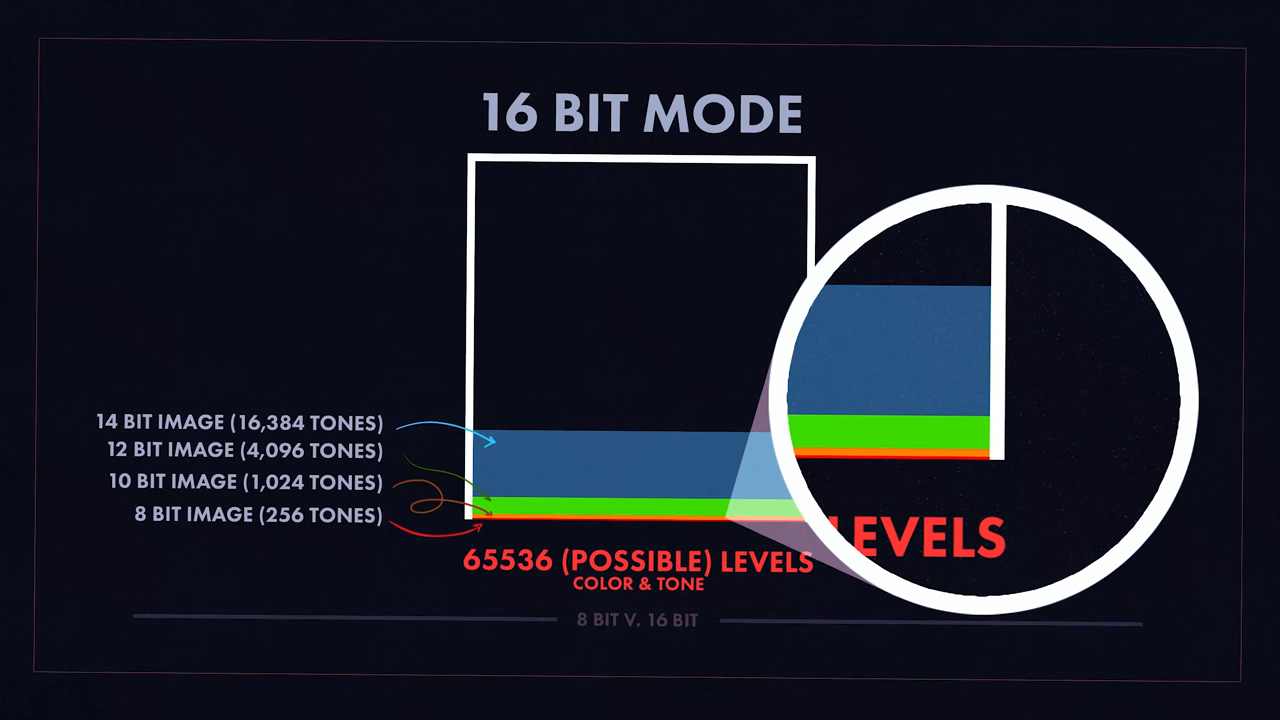 16 BIT MODE
14 BIT IMAGE (16,384 TONES)
12 BIT IMAGE (4,096 TONES)
10 BIT IMAGE (1,024 TONES)
8 BIT IMAGE (256 TONES)
65536 (POSSIBLE) LEVELS
COLOR & TONE
LEVELS
8 BIT V. 16 BIT